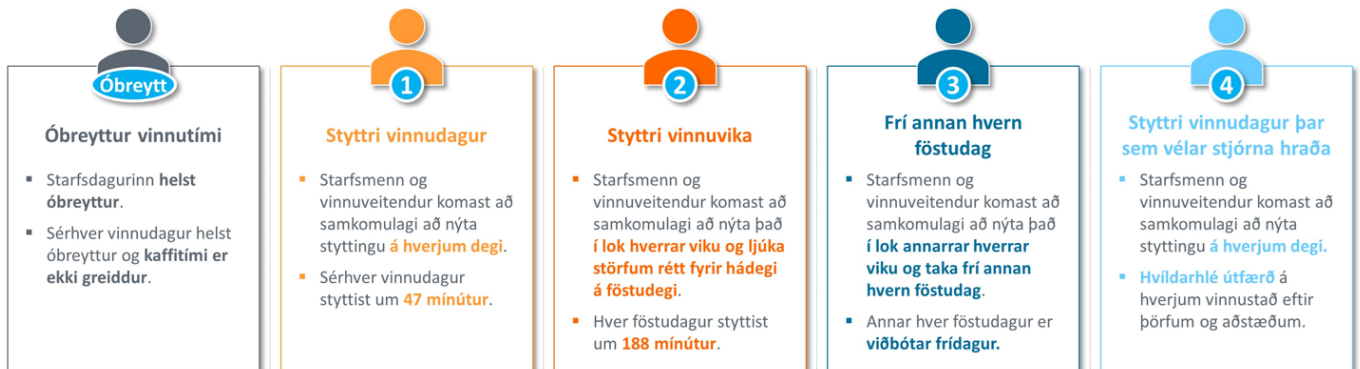 Óbreytt
Óbreyttur vinnutími
▪ Starfsdagurinn helst
óbreyttur.
▪ Sérhver vinnudagur helst
óbreyttur og kaffitími er
ekki greiddur.
1
Styttri vinnudagur
▪ Starfsmenn og
vinnuveitendur komast að
samkomulagi að nýta
styttingu á hverjum degi.
▪ Sérhver vinnudagur
styttist um 47 mínútur.
2
Styttri vinnuvika
▪ Starfsmenn og
vinnuveitendur komast að
samkomulagi að nýta það
í lok hverrar viku og ljúka
störfum rétt fyrir hádegi
á föstudegi.
▪ Hver föstudagur styttist
um 188 mínútur.
3
Frí annan hvern
föstudag
▪ Starfsmenn og
vinnuveitendur komast að
samkomulagi að nýta það
í lok annarrar hverrar
viku og taka frí annan
hvern föstudag.
▪ Annar hver föstudagur er
viðbótar frídagur.
4
Styttri vinnudagur þar
sem vélar stjórna hraða
▪ Starfsmenn og
vinnuveitendur komast að
samkomulagi að nýta
styttingu á hverjum degi.
▪ Hvíldarhlé útfærð á
hverjum vinnustað eftir
þörfum og aðstæðum.